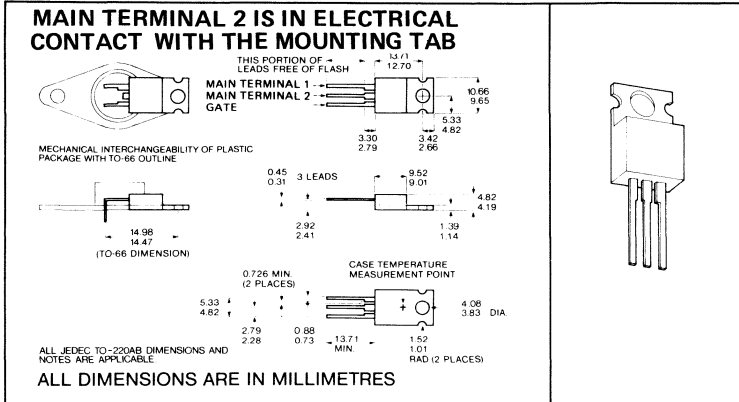 MAIN TERMINAL 2 IS IN ELECTRICAL
CONTACT WITH THE MOUNTING TAB
THIS PORTION OF
LEADS FREE OF FLASH
13.71
12.70
MAIN TERMINAL 1
MAIN TERMINAL 2
GATE
10.66
9.65
5.33
4.82
3.30
2.79
3.42
2.66
MECHANICAL INTERCHANGEABILITY OF PLASTIC
PACKAGE WITH TO-66 OUTLINE
0.45
0.31
3 LEADS
9.52
9.01
4.82
4.19
14.98
14.47
(TO-66 DIMENSION)
2.92
2.41
1.39
1.14
CASE TEMPERATURE
MEASUREMENT POINT
0.726 MIN.
(2 PLACES)
5.33
4.82
4.08
3.83 DIA.
2.79
2.28
0.88
0.73
13.71
MIN.
1.52
1.01
RAD (2 PLACES)
ALL JEDEC TO-220AB DIMENSIONS AND
NOTES ARE APPLICABLE
ALL DIMENSIONS ARE IN MILLIMETRES